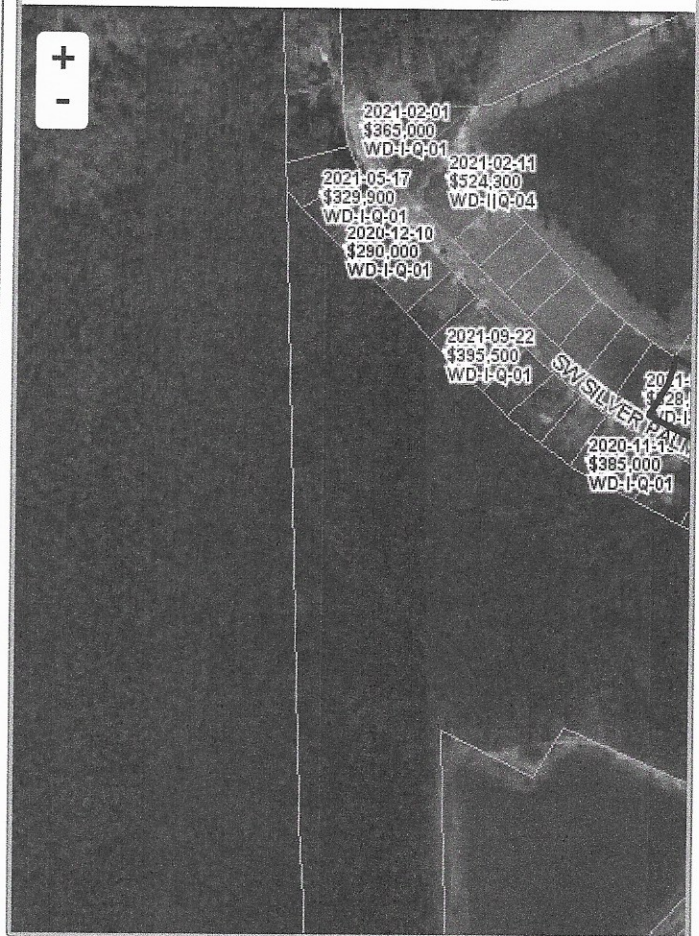 +
-
2021-02-01
$365,000
WD-I-Q-01
2021-02-11
$524,300
WD-I
Q-04
2021-05-17
$329,900
WD-I-Q-01
2020-12-10
$290,000
WD-I-Q-01
2021-09-22
$395,500
WD-I-Q-01
SW SILVER
2021-
2020-11-1
$385,000
WD-I-Q-01